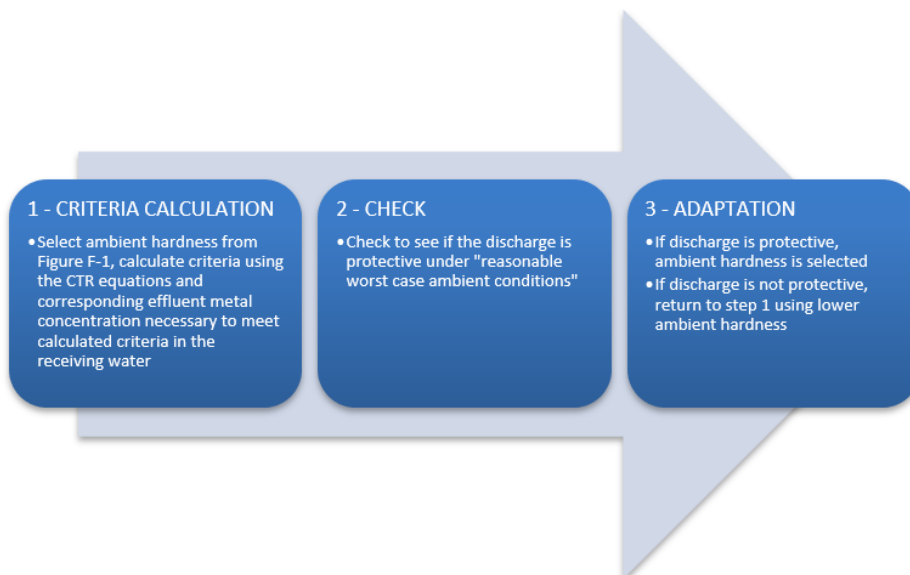 1 - CRITERIA CALCULATION
•Select ambient hardness from
Figure F-1, calculate criteria using
the CTR equations and
corresponding effluent metal
concentration necessary to meet
calculated criteria in the
receiving water
2 - CHECK
•Check to see if the discharge is
protective under "reasonable
worst case ambient conditions"
3 - ADAPTATION
•If discharge is protective,
ambient hardness is selected
•If discharge is not protective,
return to step 1 using lower
ambient hardness